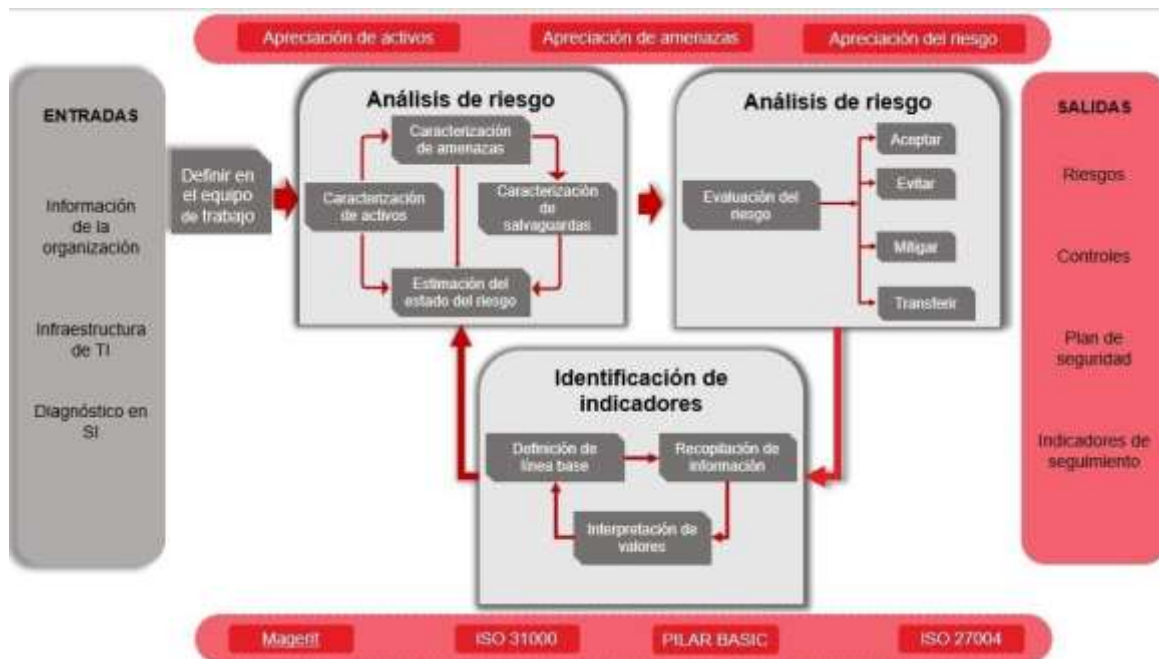 Apreciación de activos
Apreciación de amenazas
Apreciación del riesgo
ENTRADAS
Información
de la
organización
Infraestructura
de TI
Diagnóstico en
SI
Definir en
el equipo
de trabajo
Análisis de riesgo
Caracterización
de amenazas
Caracterización
de activos
Caracterización
de
salvaguardas
Estimación del
estado del riesgo
Análisis de riesgo
Evaluación del
riesgo
Aceptar
Evitar
Mitigar
Transferir
Identificación de
indicadores
Definición de
línea base
Recopilación de
información
Interpretación de
valores
SALIDAS
Riesgos
Controles
Plan de
seguridad
Indicadores de
seguimiento
Magerit
ISO 31000
PILAR BASIC
ISO 27004